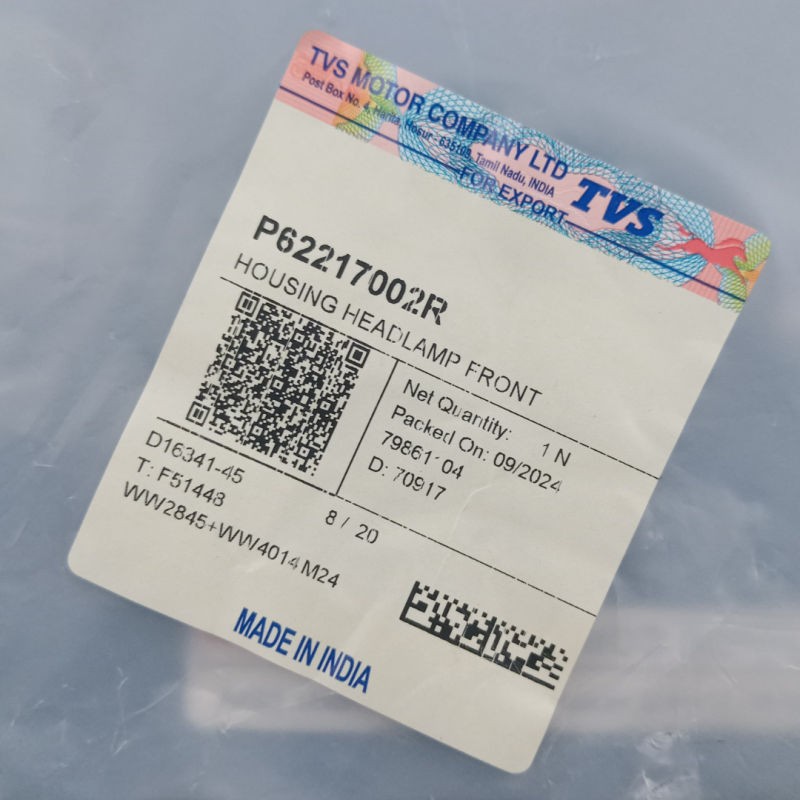 TVS MOTOR COMPANY LTD
Post Box No. 4, Harita, Hosur - 635109, Tamil Nadu, INDIA
FOR EXPORT
TVS
P62217002R
HOUSING HEADLAMP FRONT
Net Quantity: 1 N
Packed On: 09/2024
79861 04
D: 70917
D16341-45
T: F51448
8 / 20
WW2845+WW4014 M24
MADE IN INDIA